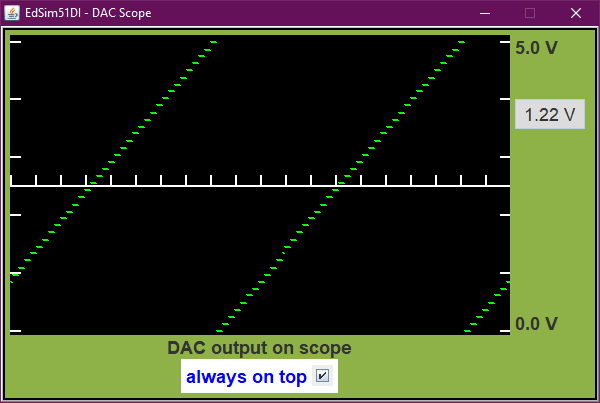 EdSim51DI - DAC Scope
5.0 V
1.22 V
0.0 V
DAC output on scope
always on top